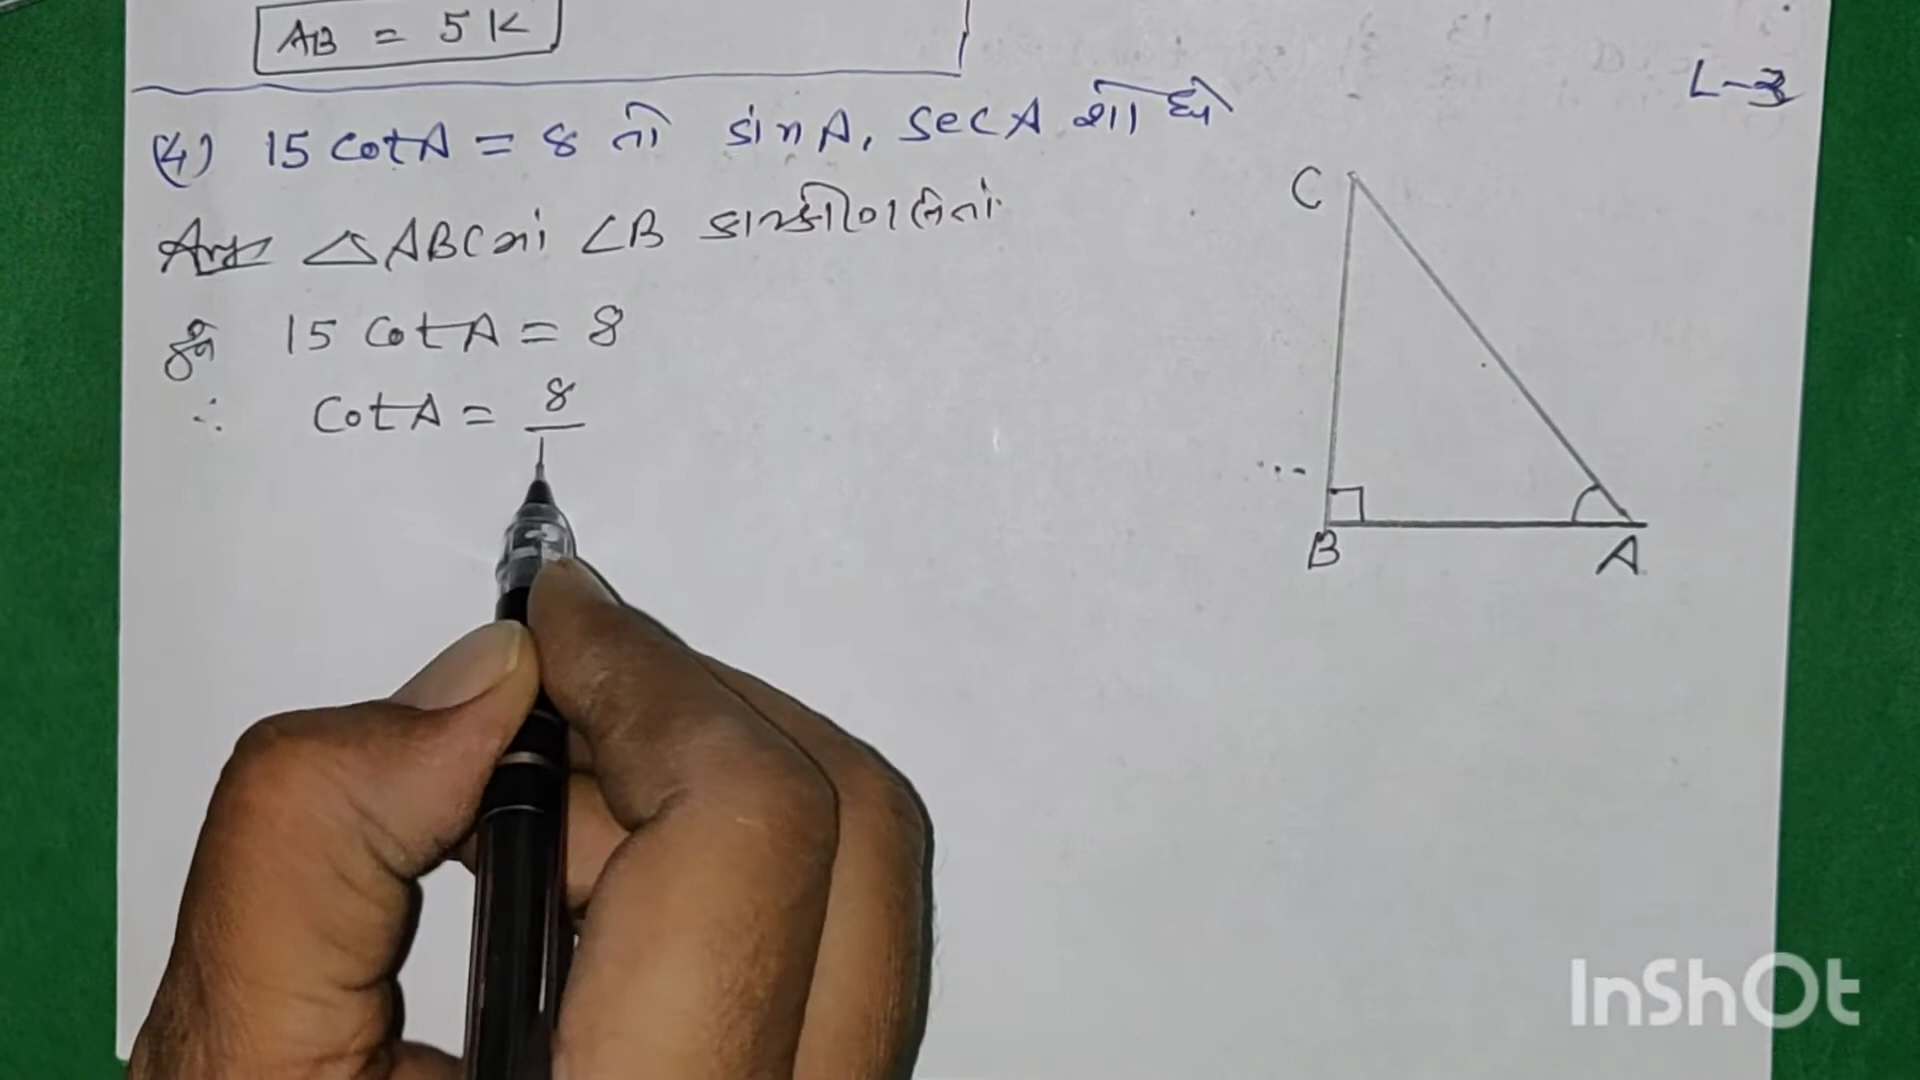 AB = 5K
L-3
(4) 15 cotA = 8 તો sinA, secA શોધો
Ans △ABCમાં ∠B કાટખૂણો લેતાં
હવે 15 cotA = 8
∴ cotA = 8/1
C
B A
InShOt